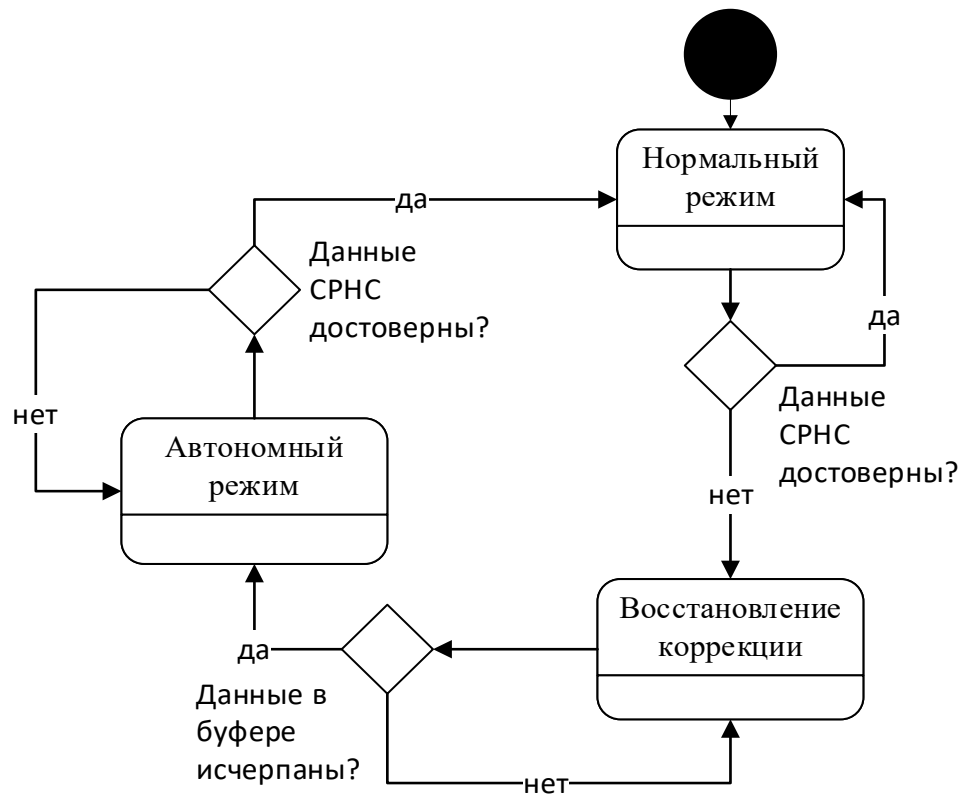 Нормальный
режим
да
Данные
СРНС
достоверны?
да
нет
Данные
СРНС
достоверны?
Автономный
режим
нет
Восстановление
коррекции
да
Данные в
буфере
исчерпаны?
нет